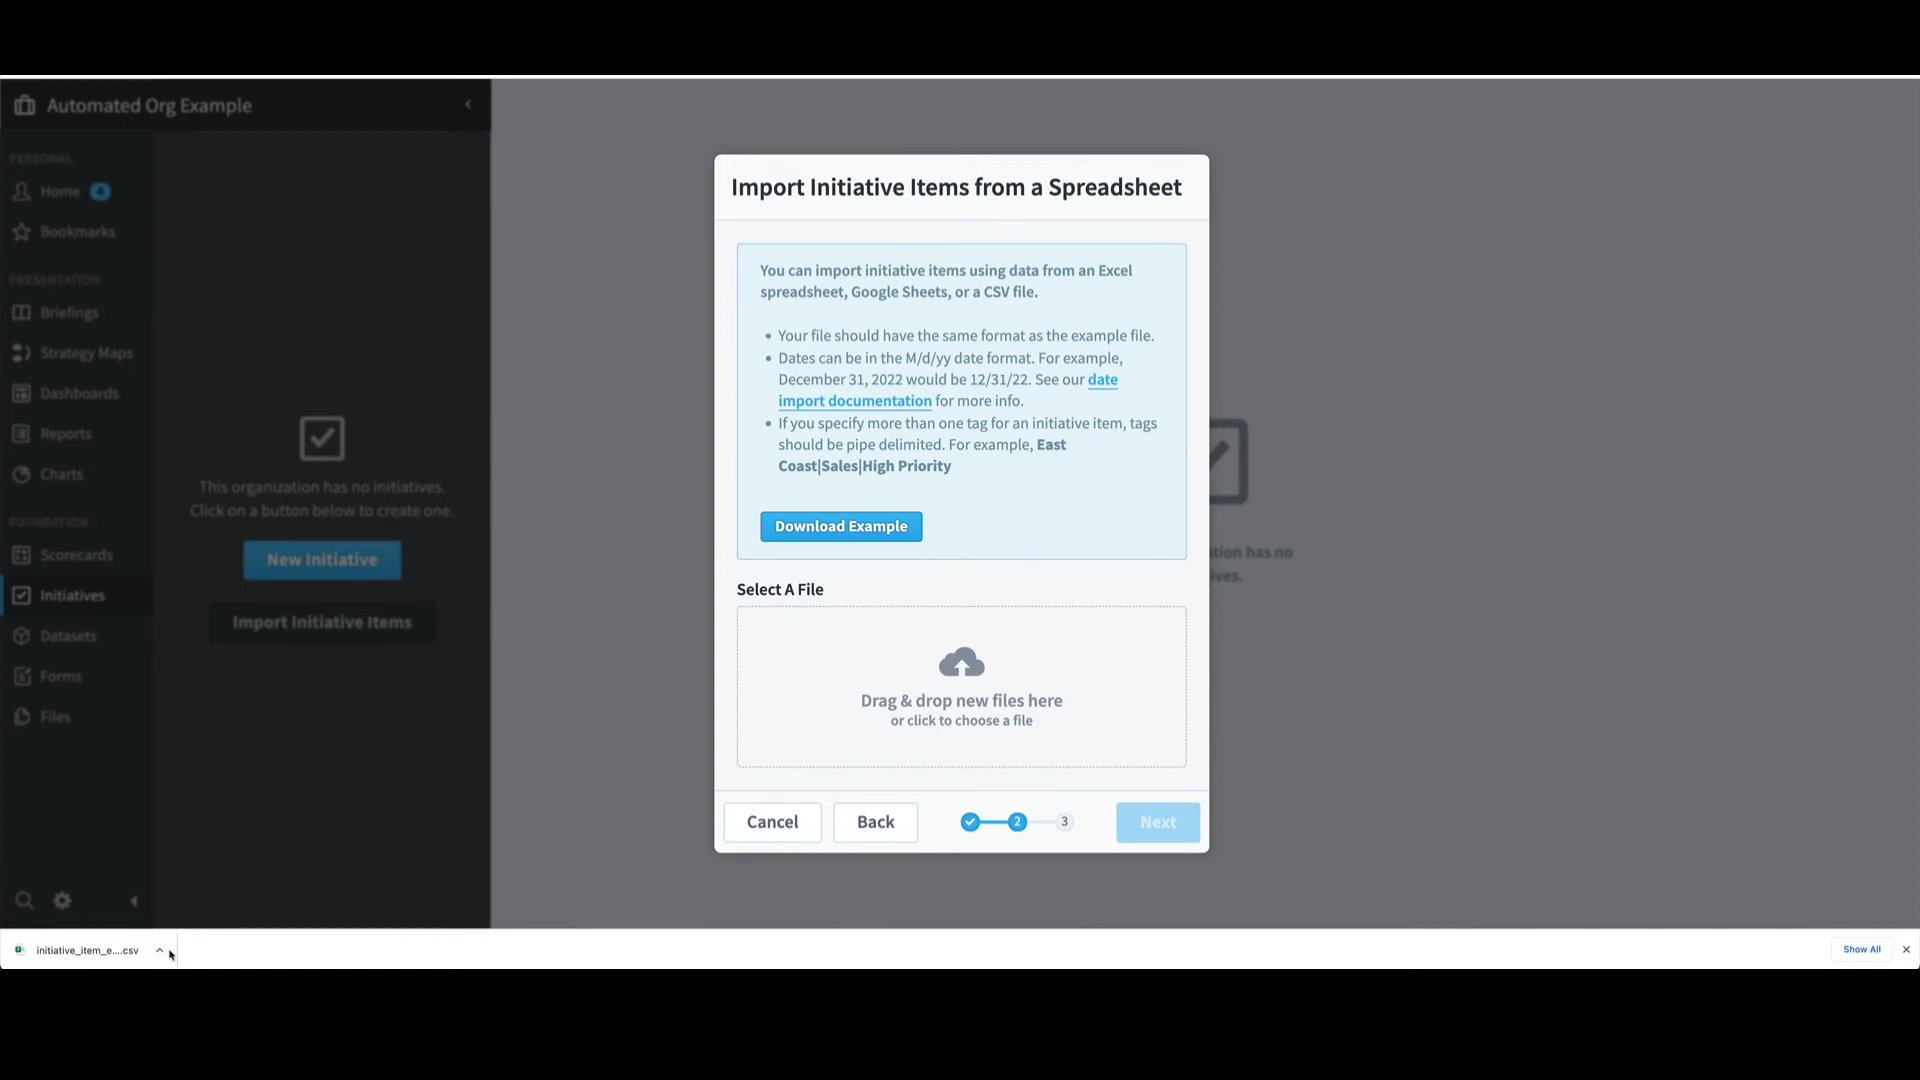 Automated Org Example
PERSONAL
Home 4
Bookmarks
PRESENTATION
Briefings
Strategy Maps
Dashboards
Reports
Charts
FOUNDATION
Scorecards
Initiatives
Datasets
Forms
Files
This organization has no initiatives.
Click on a button below to create one.
New Initiative
Import Initiative Items
Import Initiative Items from a Spreadsheet
You can import initiative items using data from an Excel
spreadsheet, Google Sheets, or a CSV file.
• Your file should have the same format as the example file.
• Dates can be in the M/d/yy date format. For example,
December 31, 2022 would be 12/31/22. See our date
import documentation for more info.
• If you specify more than one tag for an initiative item, tags
should be pipe delimited. For example, East
Coast|Sales|High Priority
Download Example
Select A File
Drag & drop new files here
or click to choose a file
Cancel
Back
2
3
Next
tion has no
ves.
initiative_item_e....csv
Show All